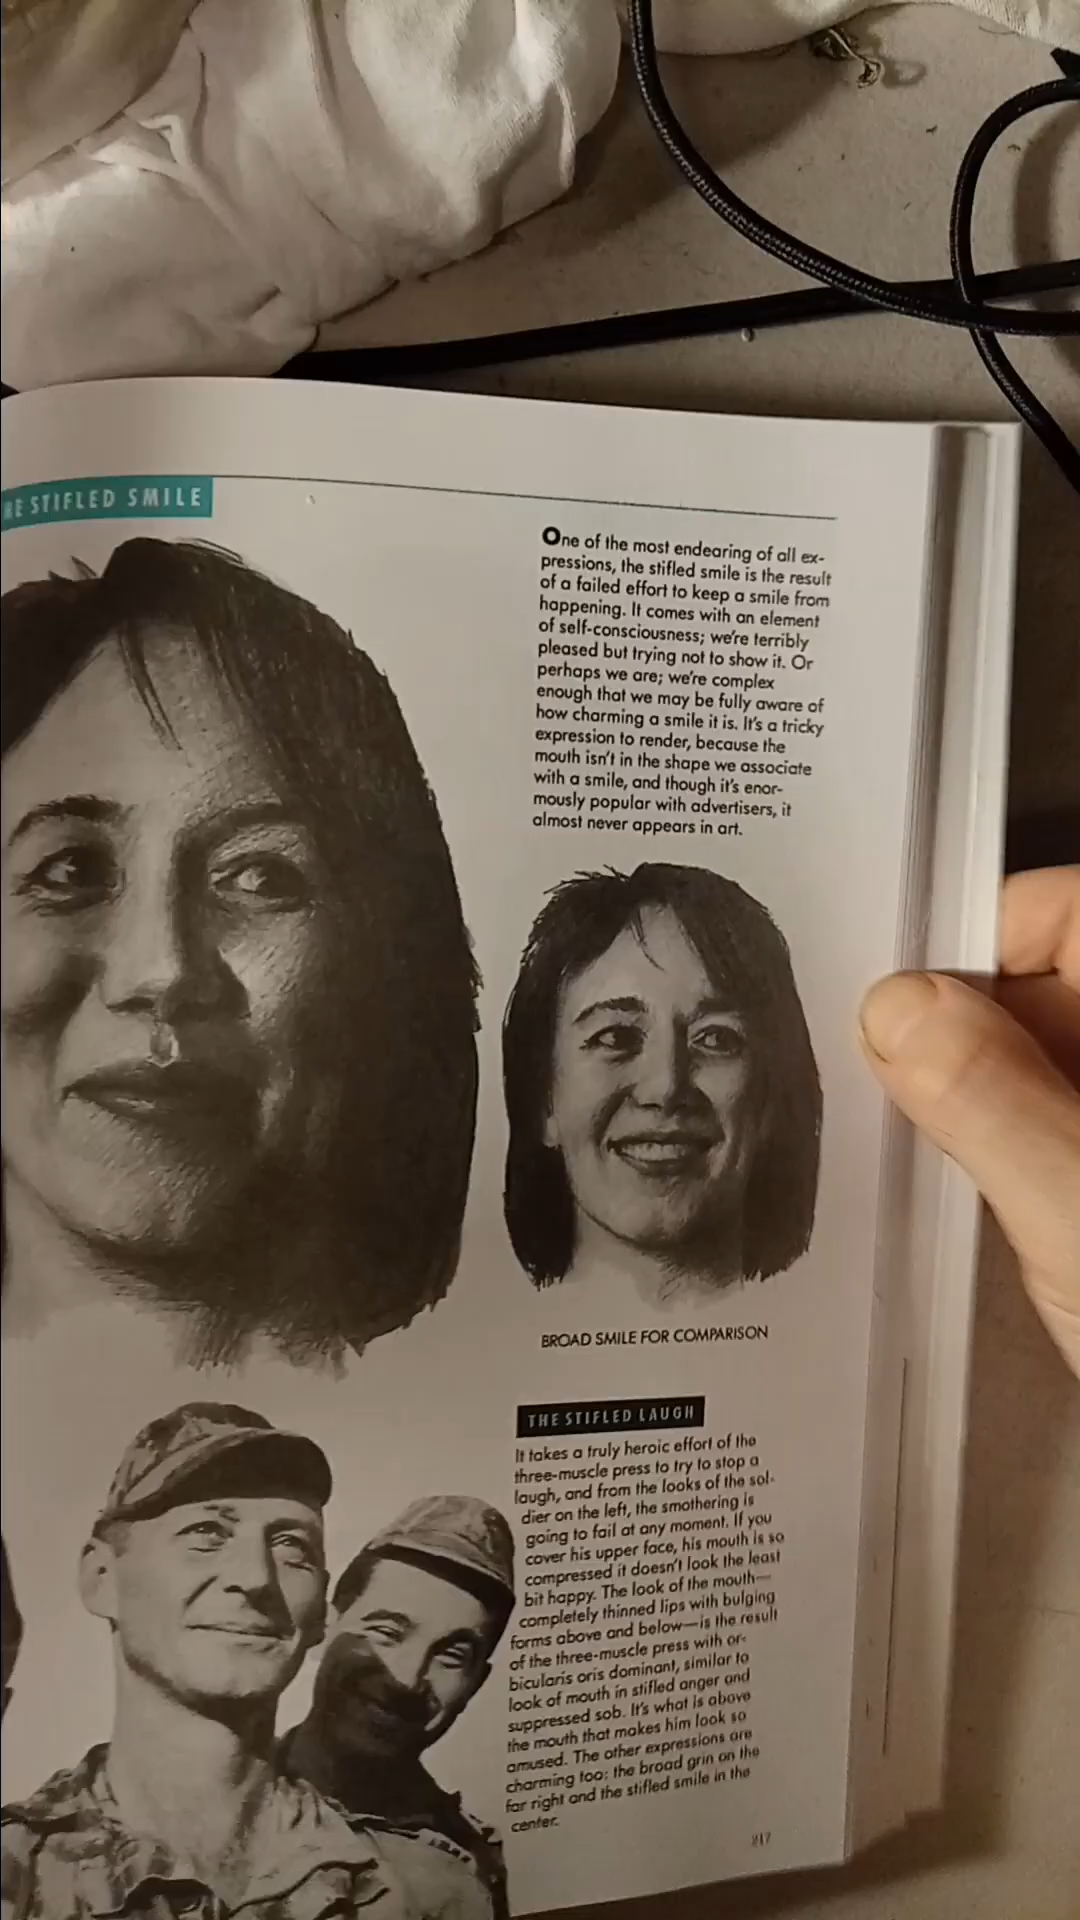 THE STIFLED SMILE
One of the most endearing of all ex-
pressions, the stifled smile is the result
of a failed effort to keep a smile from
happening. It comes with an element
of self-consciousness; we're terribly
pleased but trying not to show it. Or
perhaps we are; we're complex
enough that we may be fully aware of
how charming a smile it is. It's a tricky
expression to render, because the
mouth isn't in the shape we associate
with a smile, and though it's enor-
mously popular with advertisers, it
almost never appears in art.
BROAD SMILE FOR COMPARISON
THE STIFLED LAUGH
It takes a truly heroic effort of the
three-muscle press to try to stop a
laugh, and from the looks of the sol-
dier on the left, the smothering is
going to fail at any moment. If you
cover his upper face, his mouth is so
compressed it doesn't look the least
bit happy. The look of the mouth—
completely thinned lips with bulging
forms above and below—is the result
of the three-muscle press with or-
bicularis oris dominant, similar to
look of mouth in stifled anger and
suppressed sob. It's what is above
the mouth that makes him look so
amused. The other expressions are
charming too: the broad grin on the
far right and the stifled smile in the
center.
217